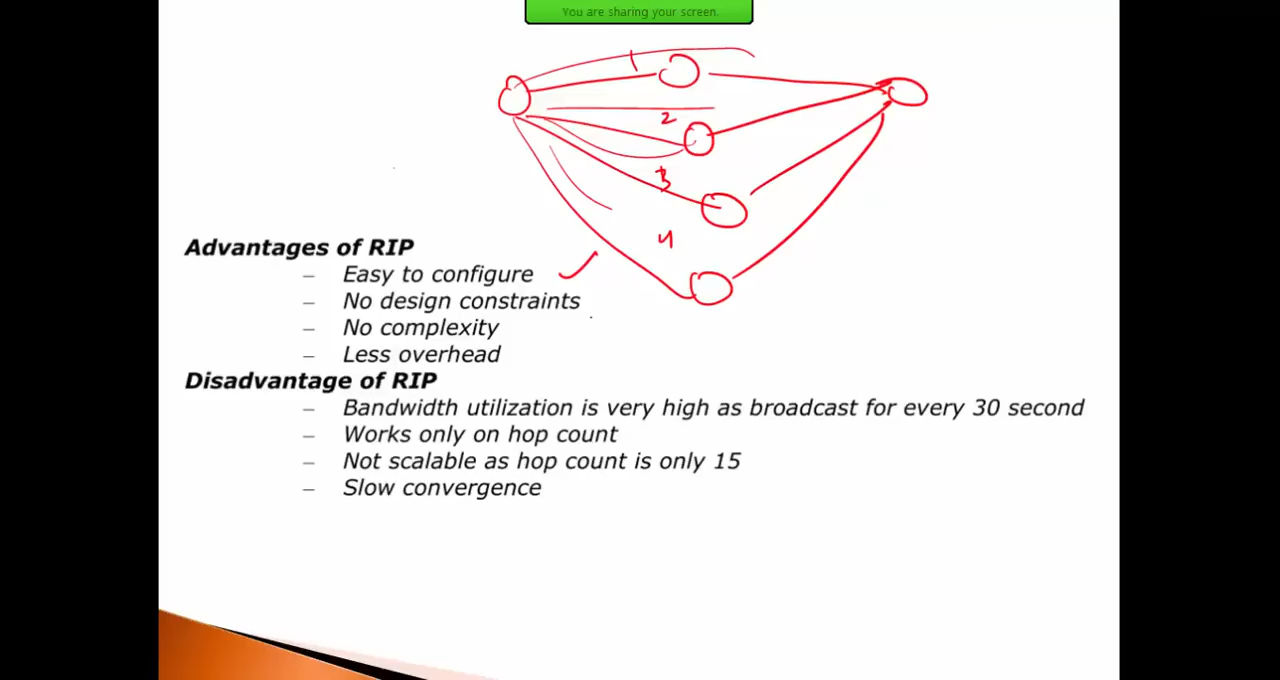 You are sharing your screen.
1
2
3
4
Advantages of RIP
– Easy to configure
– No design constraints
– No complexity
– Less overhead
Disadvantage of RIP
– Bandwidth utilization is very high as broadcast for every 30 second
– Works only on hop count
– Not scalable as hop count is only 15
– Slow convergence